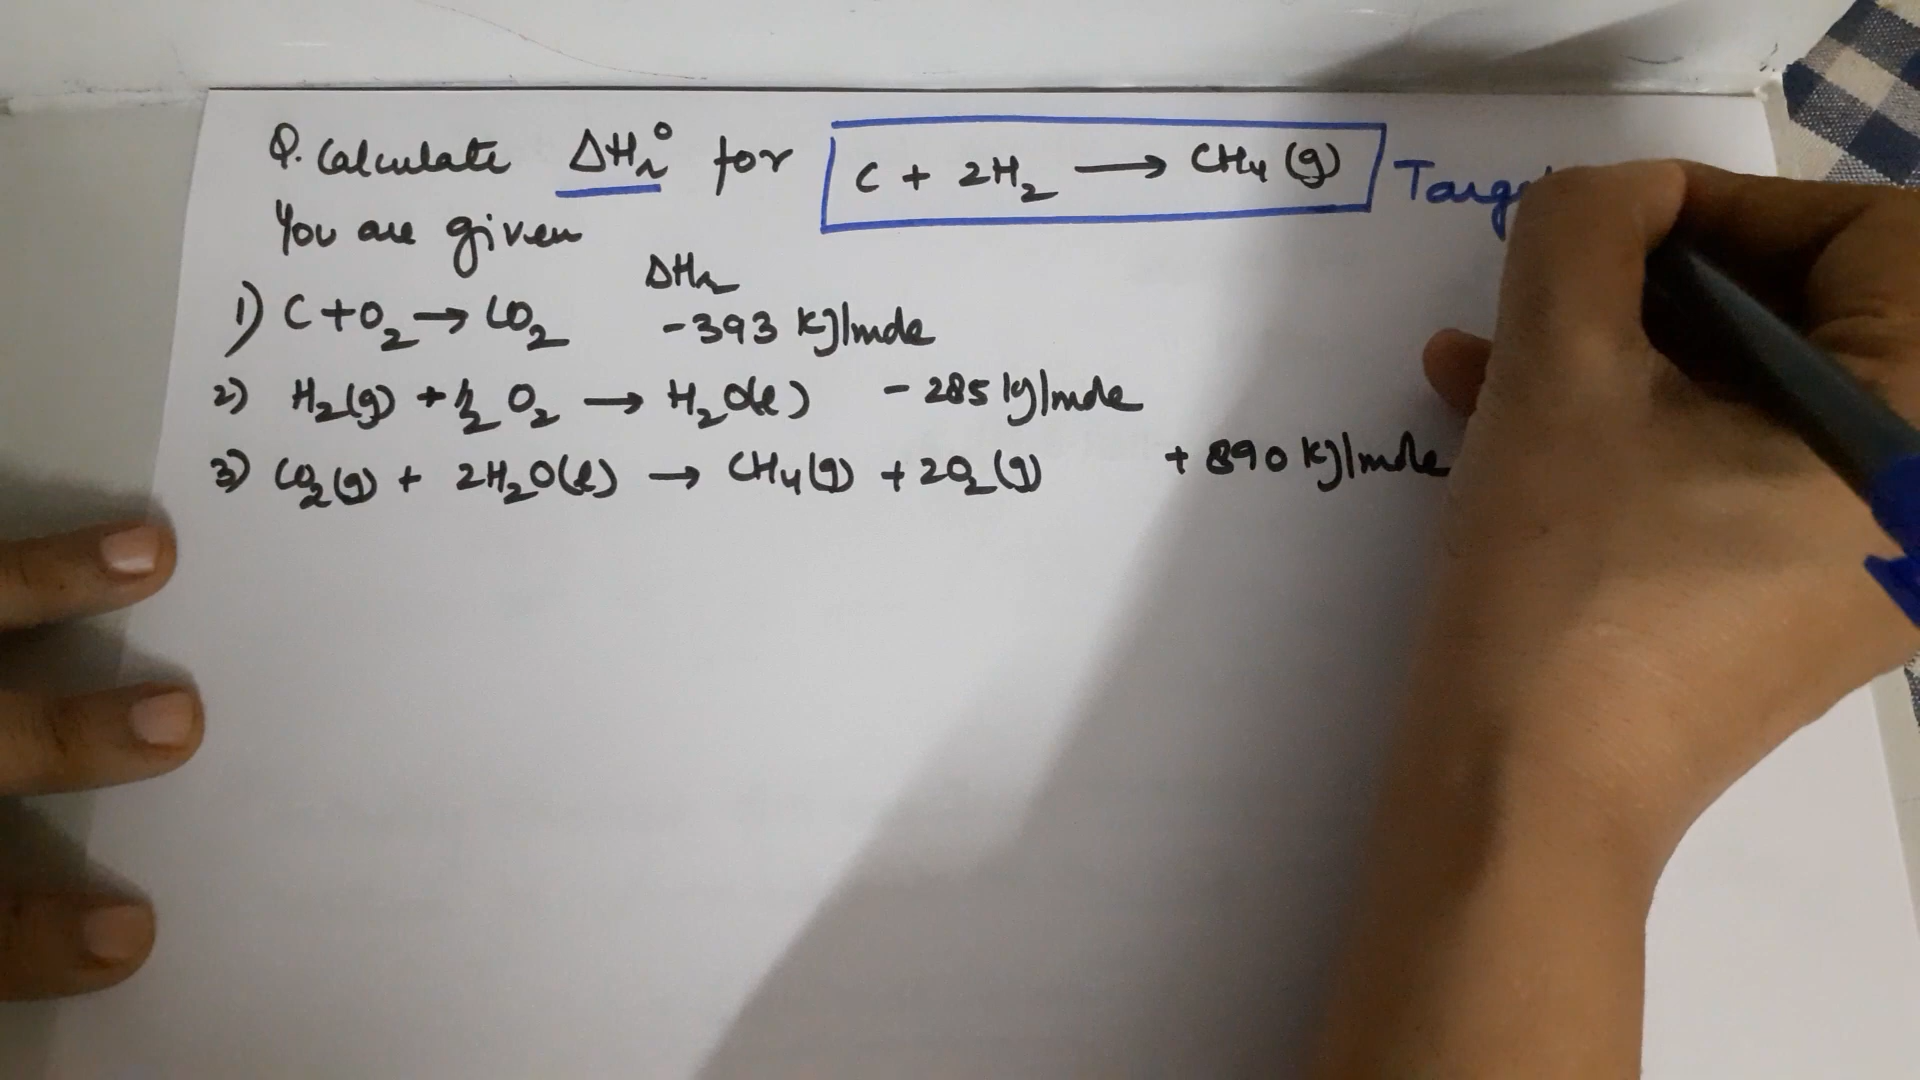 Q. Calculate ΔHr° for C + 2H2 → CH4 (g)
You are given
ΔHr
1) C + O2 → CO2 -393 KJ/mole
2) H2(g) + 1/2 O2 → H2O(l) - 285 KJ/mole
3) CO2(g) + 2H2O(l) → CH4(g) + 2O2(g) + 890 KJ/mole